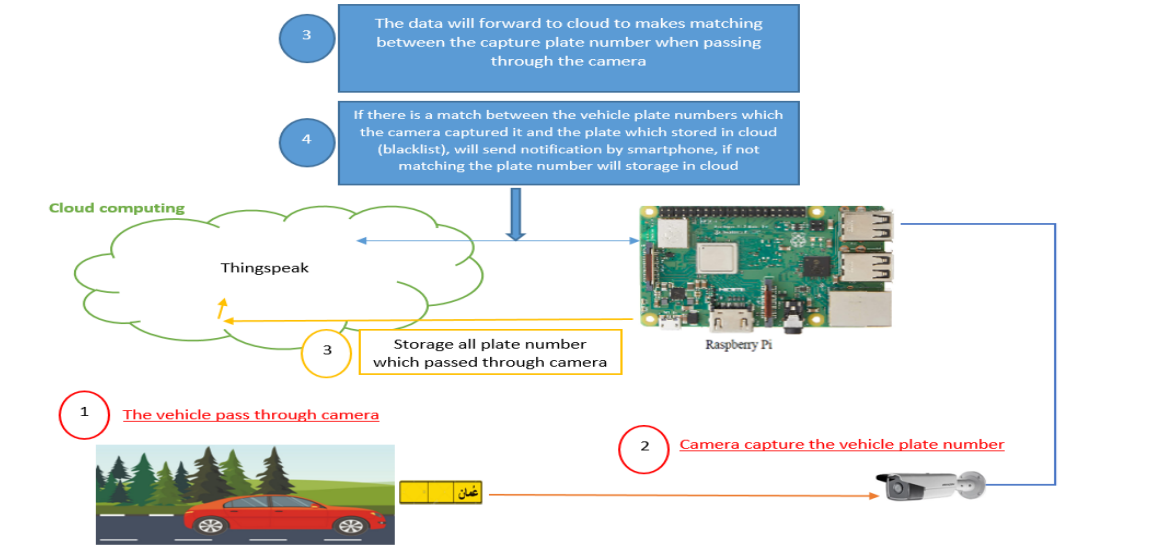 3
The data will forward to cloud to makes matching
between the capture plate number when passing
through the camera
4
If there is a match between the vehicle plate numbers which
the camera captured it and the plate which stored in cloud
(blacklist), will send notification by smartphone, if not
matching the plate number will storage in cloud
Cloud computing
Thingspeak
Raspberry Pi
3
Storage all plate number
which passed through camera
1
The vehicle pass through camera
2
Camera capture the vehicle plate number
عُمان